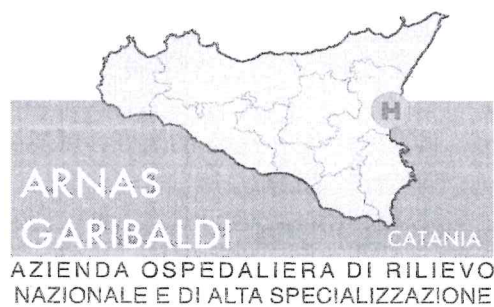 H
ARNAS
GARIBALDI
CATANIA
AZIENDA OSPEDALIERA DI RILIEVO
NAZIONALE E DI ALTA SPECIALIZZAZIONE